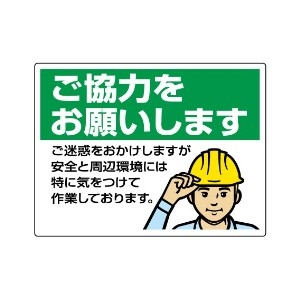 ご協力を
お願いします
ご迷惑をおかけしますが
安全と周辺環境には
特に気をつけて
作業しております。